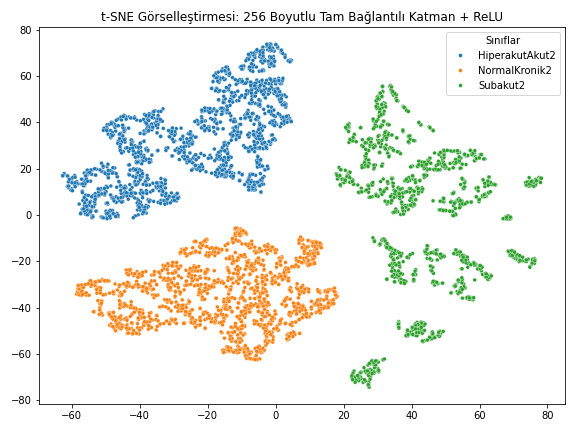 t-SNE Görselleştirmesi: 256 Boyutlu Tam Bağlantılı Katman + ReLU
Sınıflar
HiperakutAkut2
NormalKronik2
Subakut2
80
60
40
20
0
−20
−40
−60
−80
−60 −40 −20 0 20 40 60 80